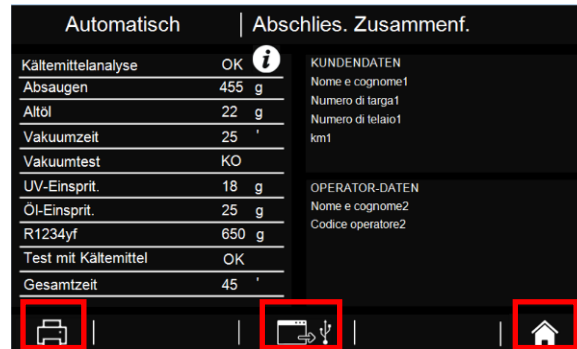 Automatisch
Abschlies. Zusammenf.
Kältemittelanalyse OK i
Absaugen 455 g
Altöl 22 g
Vakuumzeit 25 '
Vakuumtest KO
UV-Einsprit. 18 g
Öl-Einsprit. 25 g
R1234yf 650 g
Test mit Kältemittel OK
Gesamtzeit 45 '
KUNDENDATEN
Nome e cognome1
Numero di targa1
Numero di telaio1
km1
OPERATOR-DATEN
Nome e cognome2
Codice operatore2